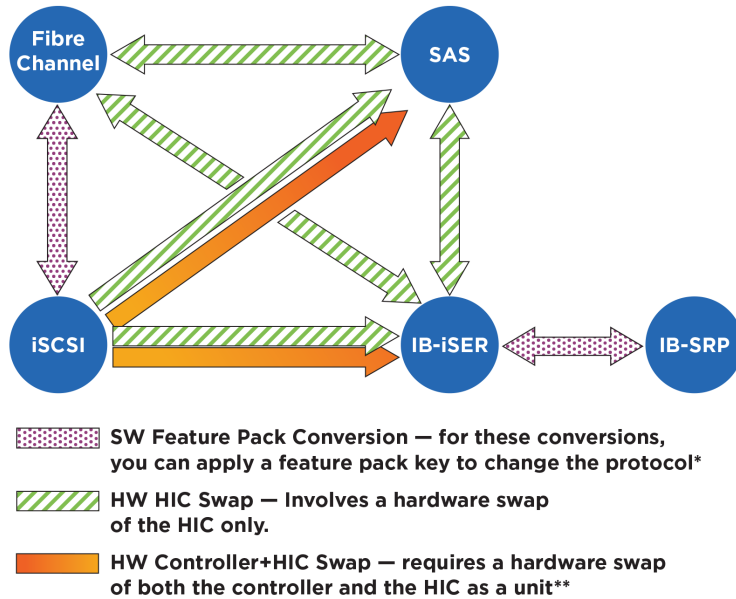 Fibre
Channel
SAS
iSCSI
IB-iSER
IB-SRP
SW Feature Pack Conversion — for these conversions,
you can apply a feature pack key to change the protocol*
HW HIC Swap — Involves a hardware swap
of the HIC only.
HW Controller+HIC Swap — requires a hardware swap
of both the controller and the HIC as a unit**